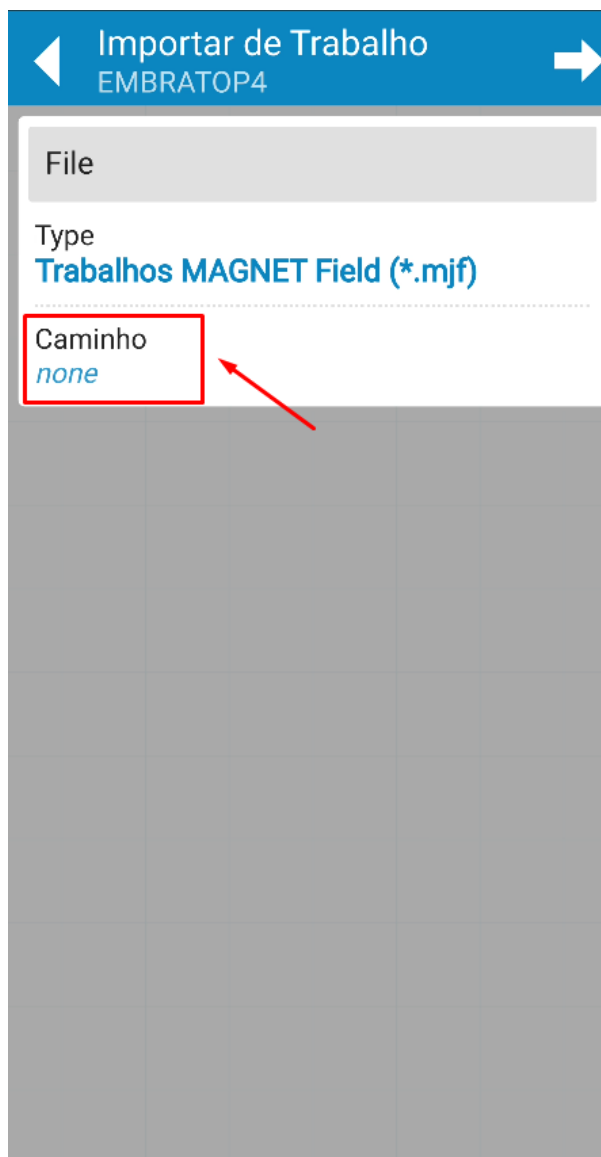 Importar de Trabalho
EMBRATOP4
File
Type
Trabalhos MAGNET Field (*.mjf)
Caminho
none